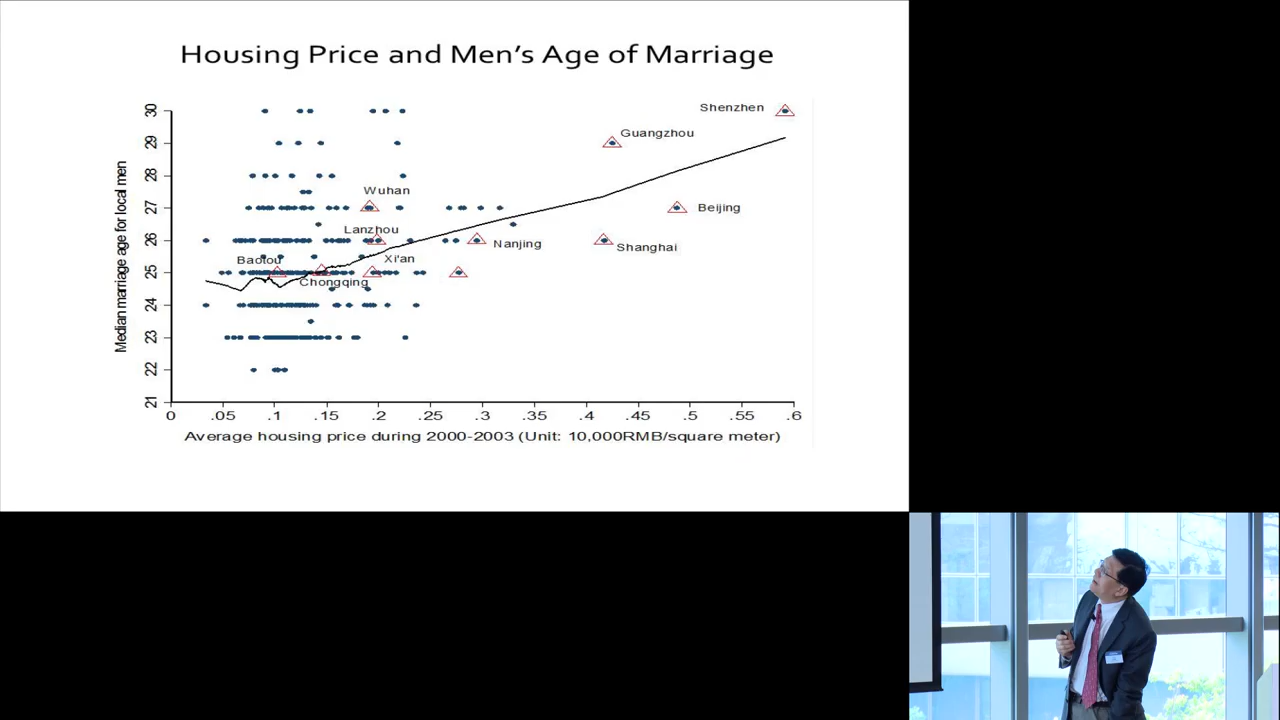 Housing Price and Men's Age of Marriage
Median marriage age for local men
30
29
28
27
26
25
24
23
22
21
Shenzhen
Guangzhou
Wuhan
Beijing
Lanzhou
Nanjing
Shanghai
Baotou
Xi'an
Chongqing
0 .05 .1 .15 .2 .25 .3 .35 .4 .45 .5 .55 .6
Average housing price during 2000-2003 (Unit: 10,000RMB/square meter)